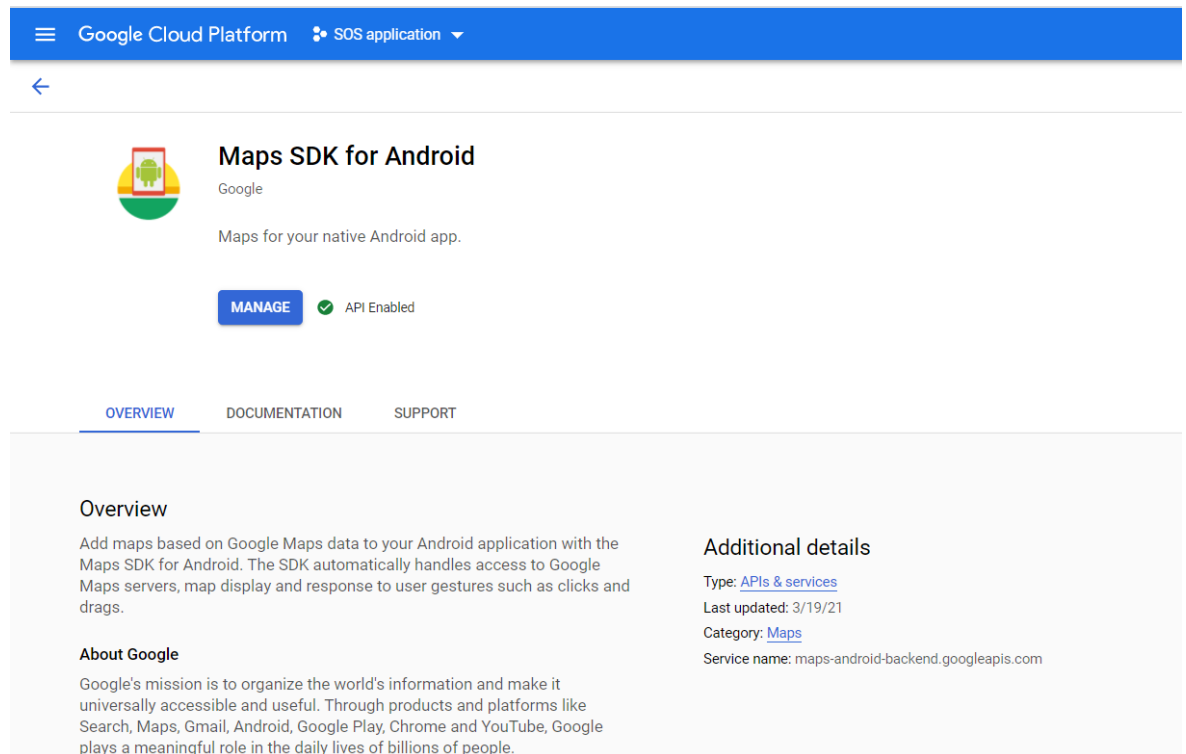 Google Cloud Platform SOS application
Maps SDK for Android
Google
Maps for your native Android app.
MANAGE API Enabled
OVERVIEW DOCUMENTATION SUPPORT
Overview
Add maps based on Google Maps data to your Android application with the
Maps SDK for Android. The SDK automatically handles access to Google
Maps servers, map display and response to user gestures such as clicks and
drags.
About Google
Google's mission is to organize the world's information and make it
universally accessible and useful. Through products and platforms like
Search, Maps, Gmail, Android, Google Play, Chrome and YouTube, Google
plays a meaningful role in the daily lives of billions of people.
Additional details
Type: APIs & services
Last updated: 3/19/21
Category: Maps
Service name: maps-android-backend.googleapis.com